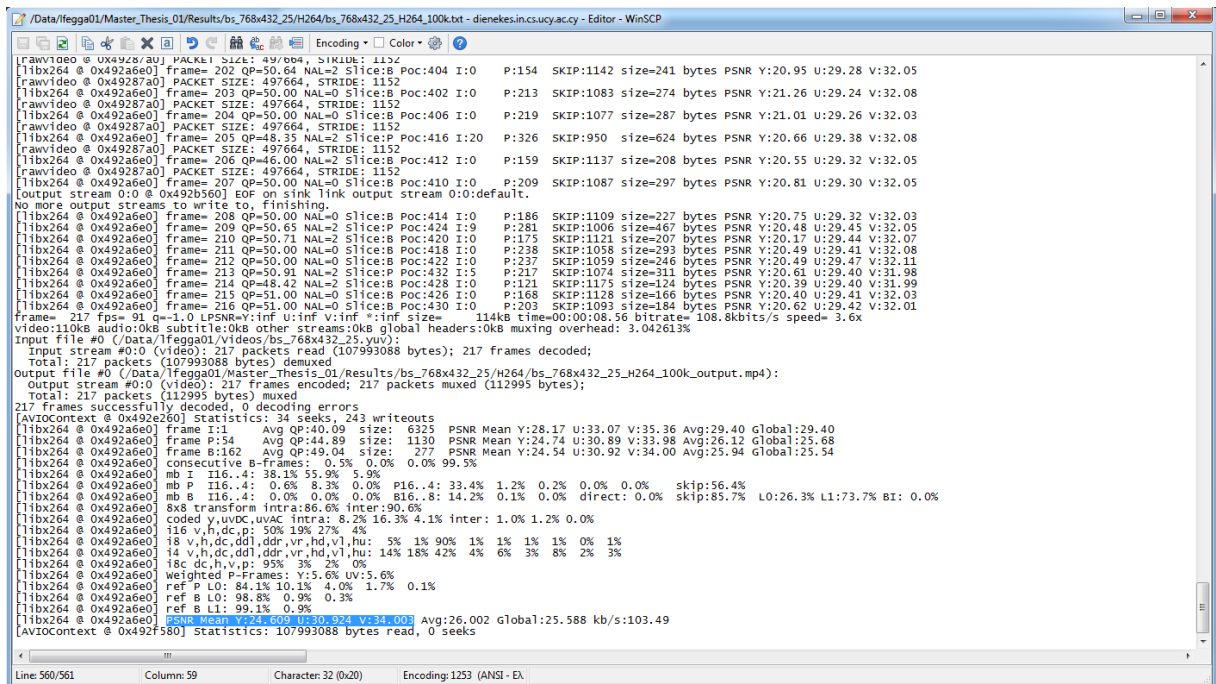 /Data/lfegga01/Master_Thesis_01/Results/bs_768x432_25/H264/bs_768x432_25_H264_100k.txt - dienekes.in.cs.ucy.ac.cy - Editor - WinSCP
Encoding Color
[rawvideo @ 0x49287a0] PACKET SIZE: 497664, STRIDE: 1152
[libx264 @ 0x492a6e0] frame= 202 QP=50.64 NAL=2 Slice:B Poc:404 I:0 P:154 SKIP:1142 size=241 bytes PSNR Y:20.95 U:29.28 V:32.05
[rawvideo @ 0x49287a0] PACKET SIZE: 497664, STRIDE: 1152
[libx264 @ 0x492a6e0] frame= 203 QP=50.00 NAL=0 Slice:B Poc:402 I:0 P:213 SKIP:1083 size=274 bytes PSNR Y:21.26 U:29.24 V:32.08
[rawvideo @ 0x49287a0] PACKET SIZE: 497664, STRIDE: 1152
[libx264 @ 0x492a6e0] frame= 204 QP=50.00 NAL=0 Slice:B Poc:406 I:0 P:219 SKIP:1077 size=287 bytes PSNR Y:21.01 U:29.26 V:32.03
[rawvideo @ 0x49287a0] PACKET SIZE: 497664, STRIDE: 1152
[libx264 @ 0x492a6e0] frame= 205 QP=48.35 NAL=2 Slice:P Poc:416 I:20 P:326 SKIP:950 size=624 bytes PSNR Y:20.66 U:29.38 V:32.08
[rawvideo @ 0x49287a0] PACKET SIZE: 497664, STRIDE: 1152
[libx264 @ 0x492a6e0] frame= 206 QP=46.00 NAL=2 Slice:B Poc:412 I:0 P:159 SKIP:1137 size=208 bytes PSNR Y:20.55 U:29.32 V:32.05
[rawvideo @ 0x49287a0] PACKET SIZE: 497664, STRIDE: 1152
[libx264 @ 0x492a6e0] frame= 207 QP=50.00 NAL=0 Slice:B Poc:410 I:0 P:209 SKIP:1087 size=297 bytes PSNR Y:20.81 U:29.30 V:32.05
[output stream 0:0 @ 0x492b560] EOF on sink link output stream 0:0:default.
No more output streams to write to, finishing.
[libx264 @ 0x492a6e0] frame= 208 QP=50.00 NAL=0 Slice:B Poc:414 I:0 P:186 SKIP:1109 size=227 bytes PSNR Y:20.75 U:29.32 V:32.03
[libx264 @ 0x492a6e0] frame= 209 QP=50.65 NAL=2 Slice:P Poc:424 I:9 P:281 SKIP:1006 size=467 bytes PSNR Y:20.48 U:29.45 V:32.05
[libx264 @ 0x492a6e0] frame= 210 QP=50.71 NAL=2 Slice:B Poc:420 I:0 P:175 SKIP:1121 size=207 bytes PSNR Y:20.17 U:29.44 V:32.07
[libx264 @ 0x492a6e0] frame= 211 QP=50.00 NAL=0 Slice:B Poc:418 I:0 P:238 SKIP:1058 size=293 bytes PSNR Y:20.49 U:29.41 V:32.08
[libx264 @ 0x492a6e0] frame= 212 QP=50.00 NAL=0 Slice:B Poc:422 I:0 P:237 SKIP:1059 size=246 bytes PSNR Y:20.49 U:29.47 V:32.11
[libx264 @ 0x492a6e0] frame= 213 QP=50.91 NAL=2 Slice:P Poc:432 I:5 P:217 SKIP:1074 size=311 bytes PSNR Y:20.61 U:29.40 V:31.98
[libx264 @ 0x492a6e0] frame= 214 QP=48.42 NAL=2 Slice:B Poc:428 I:0 P:121 SKIP:1175 size=124 bytes PSNR Y:20.39 U:29.40 V:31.99
[libx264 @ 0x492a6e0] frame= 215 QP=51.00 NAL=0 Slice:B Poc:426 I:0 P:168 SKIP:1128 size=166 bytes PSNR Y:20.40 U:29.41 V:32.03
[libx264 @ 0x492a6e0] frame= 216 QP=51.00 NAL=0 Slice:B Poc:430 I:0 P:203 SKIP:1093 size=184 bytes PSNR Y:20.62 U:29.42 V:32.01
frame= 217 fps= 91 q=-1.0 LPSNR=Y:inf U:inf V:inf *:inf size= 114kB time=00:00:08.56 bitrate= 108.8kbits/s speed= 3.6x
video:110kB audio:0kB subtitle:0kB other streams:0kB global headers:0kB muxing overhead: 3.042613%
Input file #0 (/Data/lfegga01/Videos/bs_768x432_25.yuv):
Input stream #0:0 (video): 217 packets read (107993088 bytes); 217 frames decoded;
Total: 217 packets (107993088 bytes) demuxed
Output file #0 (/Data/lfegga01/Master_Thesis_01/Results/bs_768x432_25/H264/bs_768x432_25_H264_100k_output.mp4):
Output stream #0:0 (video): 217 frames encoded; 217 packets muxed (112995 bytes);
Total: 217 packets (112995 bytes) muxed
217 frames successfully decoded, 0 decoding errors
[AVIOContext @ 0x492e260] Statistics: 34 seeks, 243 writeouts
[libx264 @ 0x492a6e0] frame I:1 Avg QP:40.09 size: 6325 PSNR Mean Y:28.17 U:33.07 V:35.36 Avg:29.40 Global:29.40
[libx264 @ 0x492a6e0] frame P:54 Avg QP:44.89 size: 1130 PSNR Mean Y:24.74 U:30.89 V:33.98 Avg:26.12 Global:25.68
[libx264 @ 0x492a6e0] frame B:162 Avg QP:49.04 size: 277 PSNR Mean Y:24.54 U:30.92 V:34.00 Avg:25.94 Global:25.54
[libx264 @ 0x492a6e0] consecutive B-frames: 0.5% 0.0% 0.0% 99.5%
[libx264 @ 0x492a6e0] mb I I16..4: 38.1% 55.9% 5.9%
[libx264 @ 0x492a6e0] mb P I16..4: 0.6% 8.3% 0.0% P16..4: 33.4% 1.2% 0.2% 0.0% 0.0% skip:56.4%
[libx264 @ 0x492a6e0] mb B I16..4: 0.0% 0.0% 0.0% B16..8: 14.2% 0.1% 0.0% direct: 0.0% skip:85.7% L0:26.3% L1:73.7% BI: 0.0%
[libx264 @ 0x492a6e0] 8x8 transform intra:86.6% inter:90.6%
[libx264 @ 0x492a6e0] coded y,uvDC,uvAC intra: 8.2% 16.3% 4.1% inter: 1.0% 1.2% 0.0%
[libx264 @ 0x492a6e0] i16 v,h,dc,p: 50% 19% 27% 4%
[libx264 @ 0x492a6e0] i8 v,h,dc,ddl,ddr,vr,hd,vl,hu: 5% 1% 90% 1% 1% 1% 1% 0% 1%
[libx264 @ 0x492a6e0] i4 v,h,dc,ddl,ddr,vr,hd,vl,hu: 14% 18% 42% 4% 6% 3% 8% 2% 3%
[libx264 @ 0x492a6e0] i8c dc,h,v,p: 95% 3% 2% 0%
[libx264 @ 0x492a6e0] Weighted P-Frames: Y:5.6% UV:5.6%
[libx264 @ 0x492a6e0] ref P L0: 84.1% 10.1% 4.0% 1.7% 0.1%
[libx264 @ 0x492a6e0] ref B L0: 98.8% 0.9% 0.3%
[libx264 @ 0x492a6e0] ref B L1: 99.1% 0.9%
[libx264 @ 0x492a6e0] PSNR Mean Y:24.609 U:30.924 V:34.003 Avg:26.002 Global:25.588 kb/s:103.49
[AVIOContext @ 0x492f580] Statistics: 107993088 bytes read, 0 seeks
Line: 560/561 Column: 59 Character: 32 (0x20) Encoding: 1253 (ANSI - Ελ